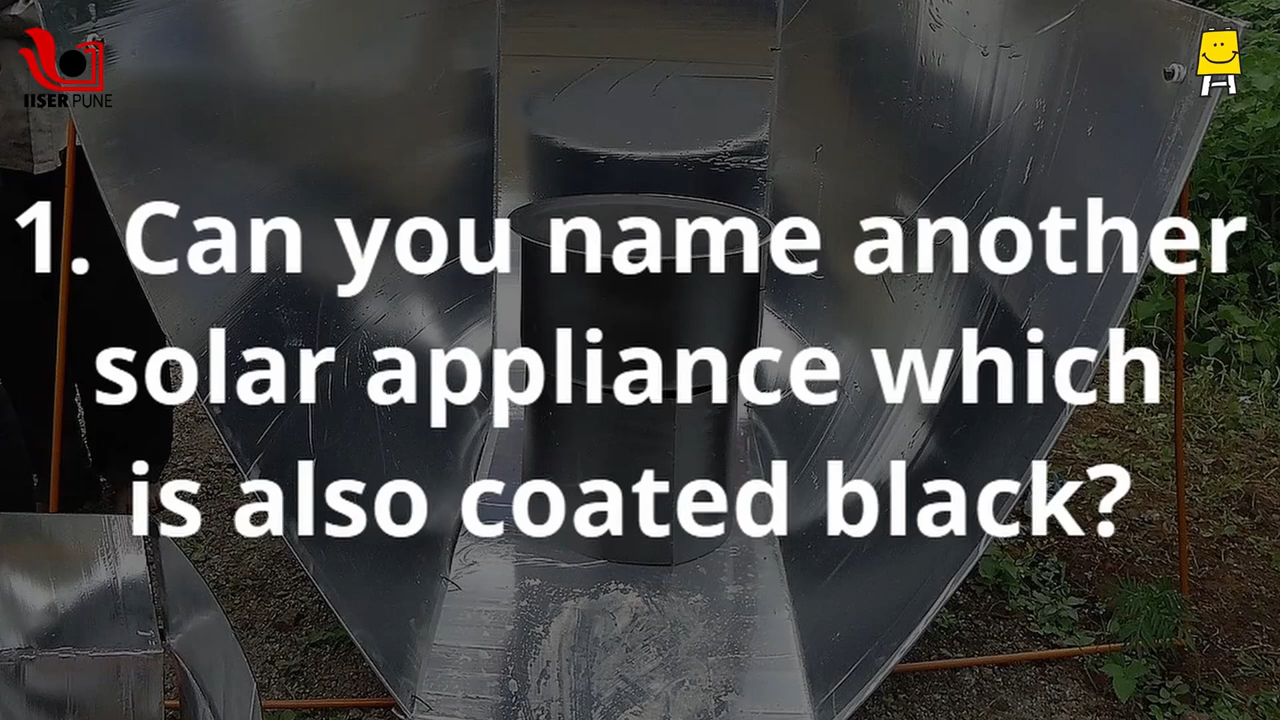 IISER PUNE
1. Can you name another
solar appliance which
is also coated black?